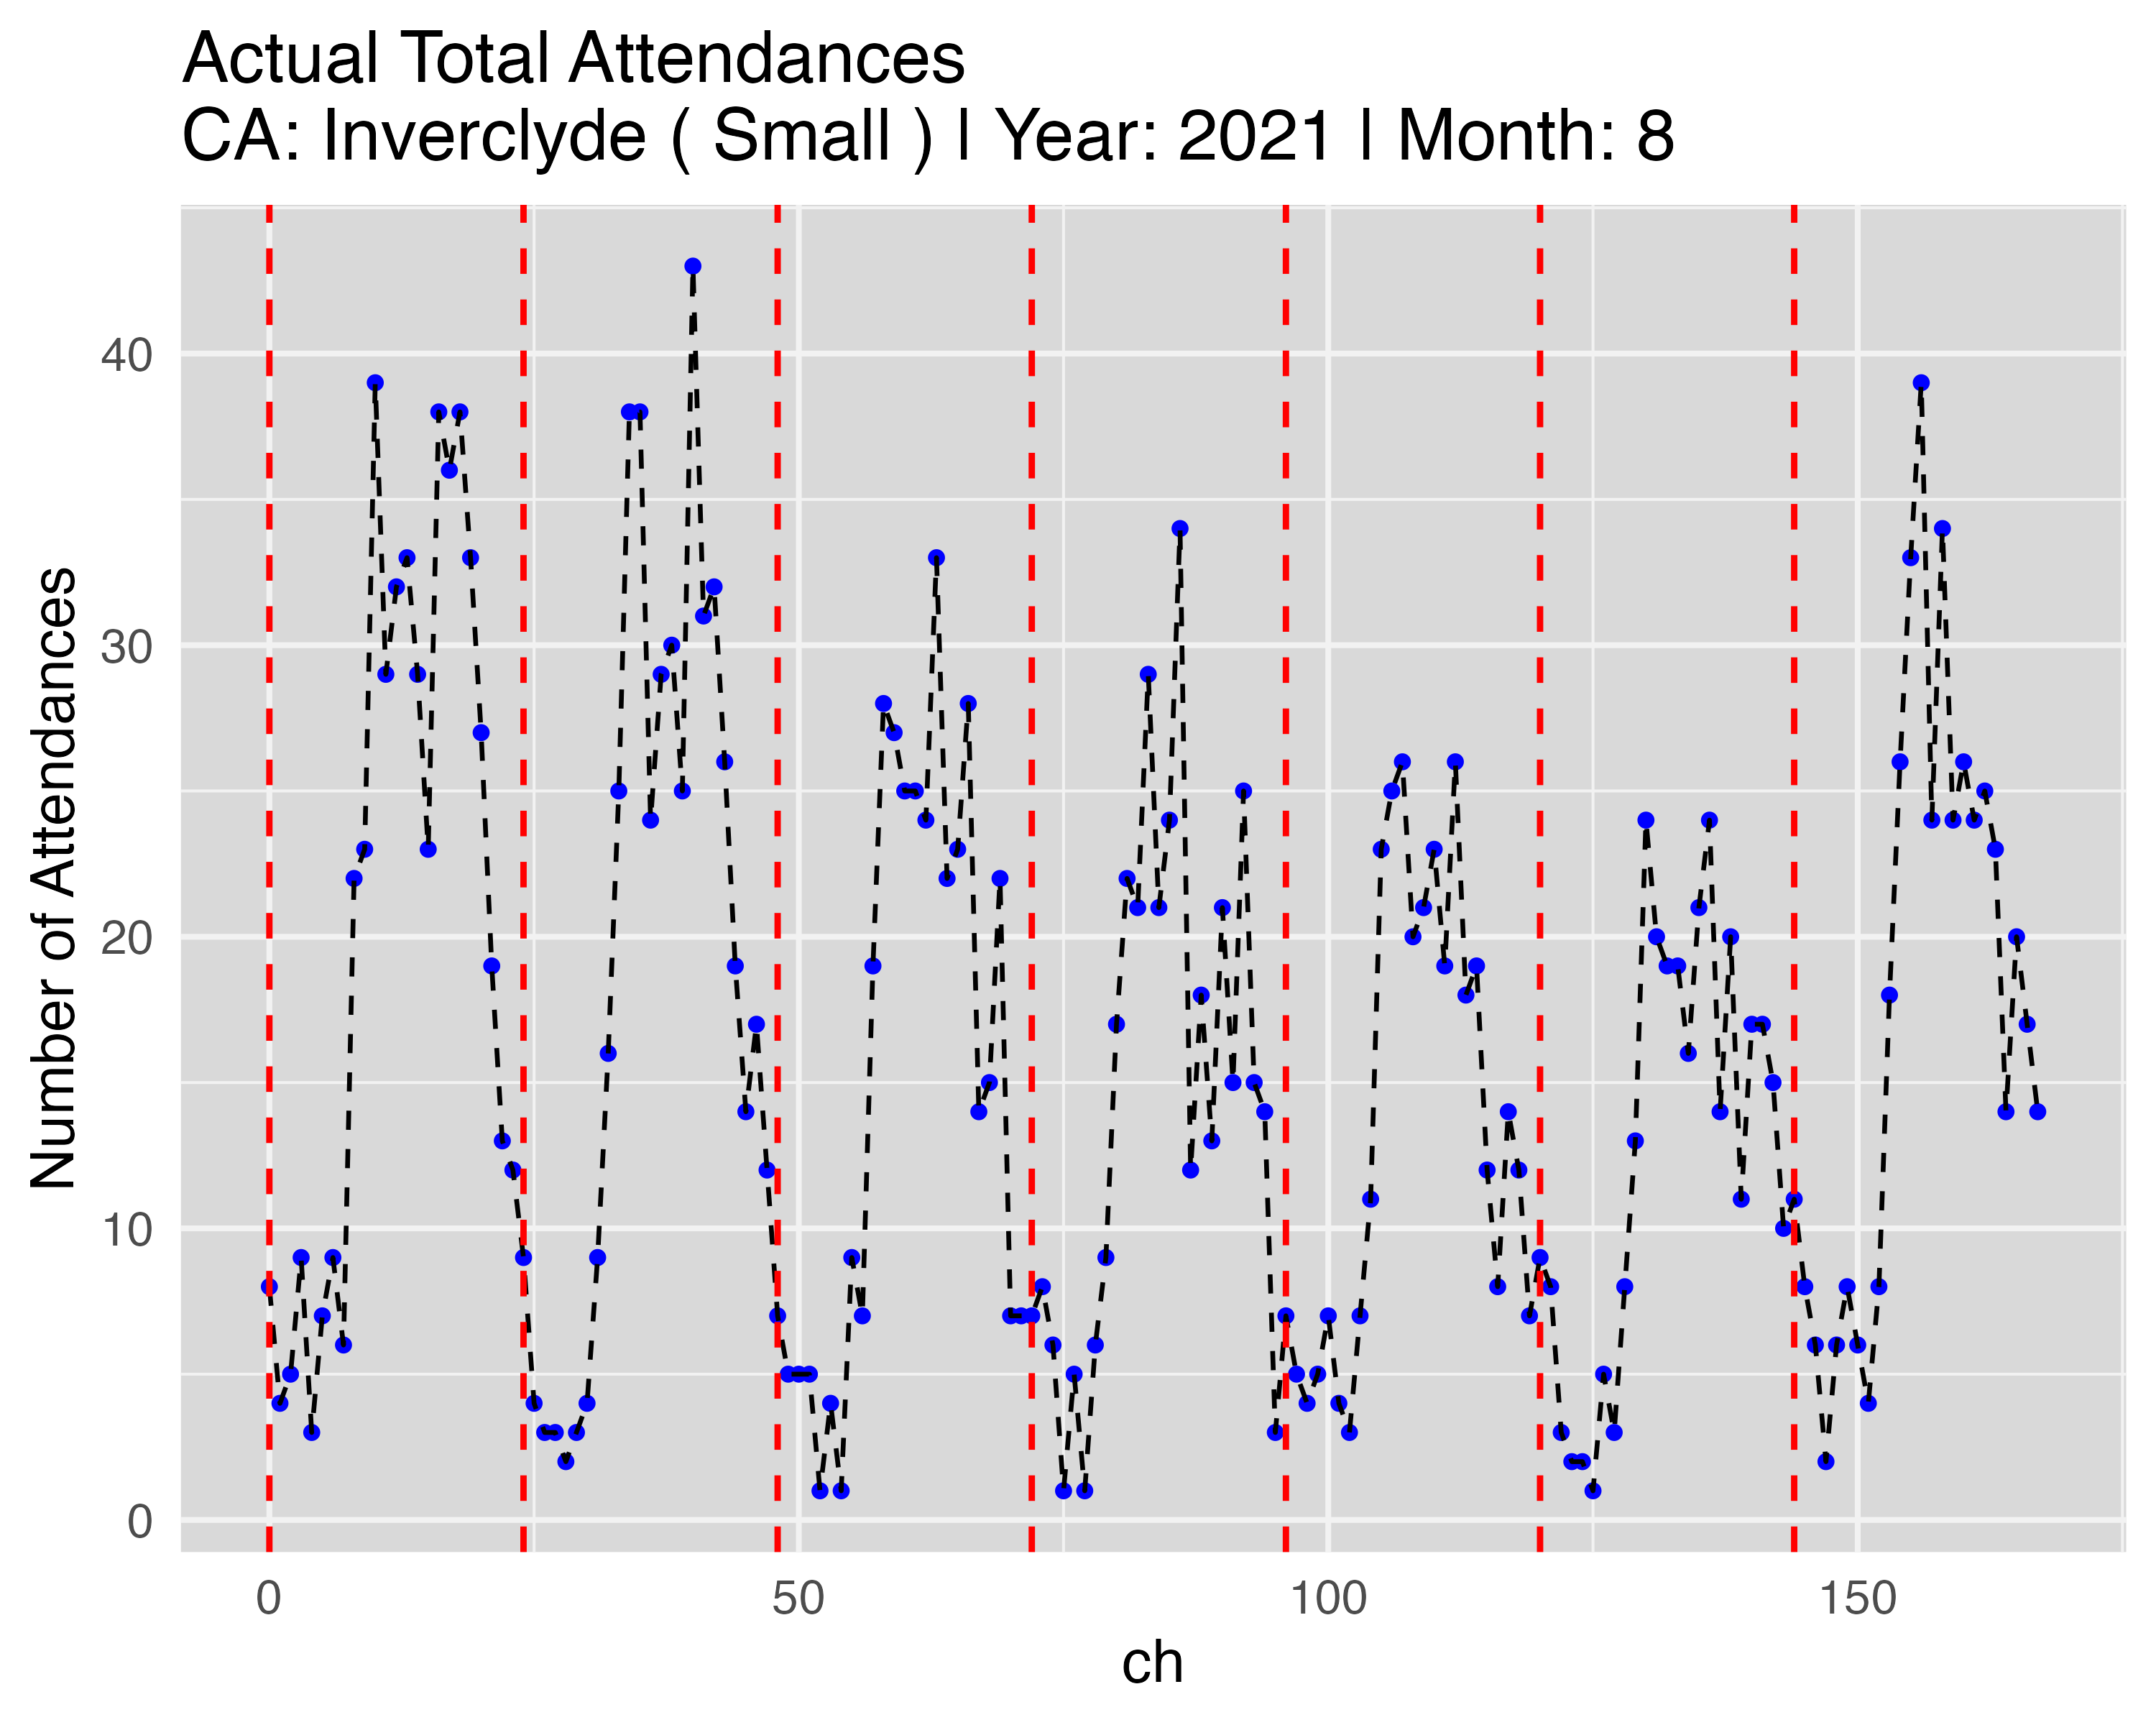 Actual Total Attendances
CA: Inverclyde ( Small ) | Year: 2021 | Month: 8
Number of Attendances
40
30
20
10
0
0 50 100 150
ch